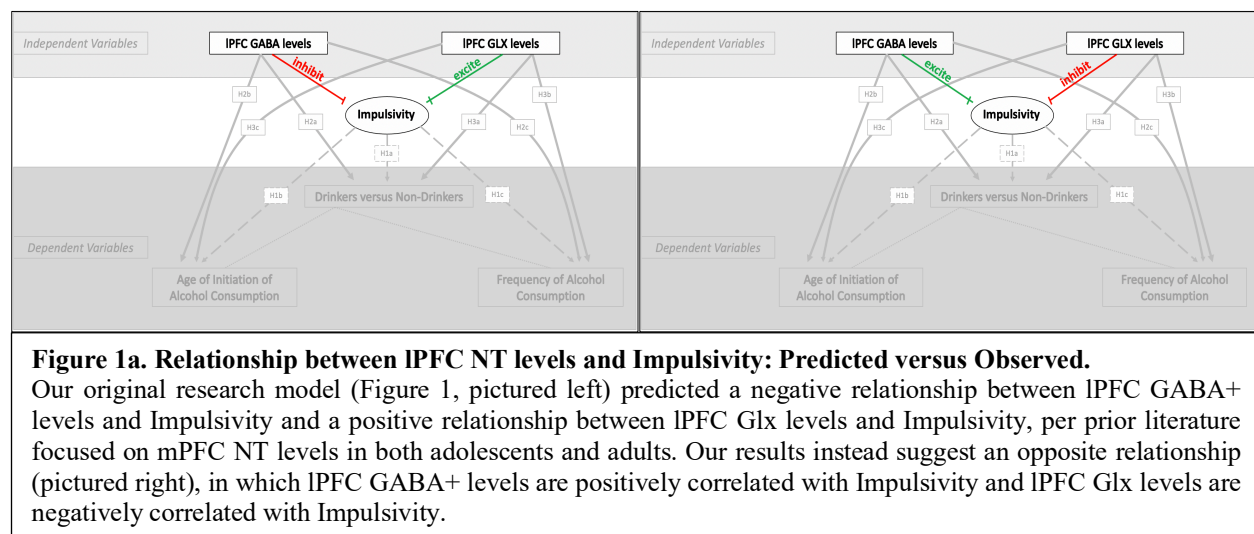 Independent Variables
lPFC GABA levels
lPFC GLX levels
inhibit
excite
H2b
H3c
H2a
Impulsivity
H3a
H2c
H3b
H1a
H1b
H1c
Drinkers versus Non-Drinkers
Dependent Variables
Age of Initiation of
Alcohol Consumption
Frequency of Alcohol
Consumption
Independent Variables
lPFC GABA levels
lPFC GLX levels
excite
inhibit
H2b
H3c
H2a
Impulsivity
H3a
H2c
H3b
H1a
H1b
H1c
Drinkers versus Non-Drinkers
Dependent Variables
Age of Initiation of
Alcohol Consumption
Frequency of Alcohol
Consumption
Figure 1a. Relationship between lPFC NT levels and Impulsivity: Predicted versus Observed.
Our original research model (Figure 1, pictured left) predicted a negative relationship between lPFC GABA+
levels and Impulsivity and a positive relationship between lPFC Glx levels and Impulsivity, per prior literature
focused on mPFC NT levels in both adolescents and adults. Our results instead suggest an opposite relationship
(pictured right), in which lPFC GABA+ levels are positively correlated with Impulsivity and lPFC Glx levels are
negatively correlated with Impulsivity.